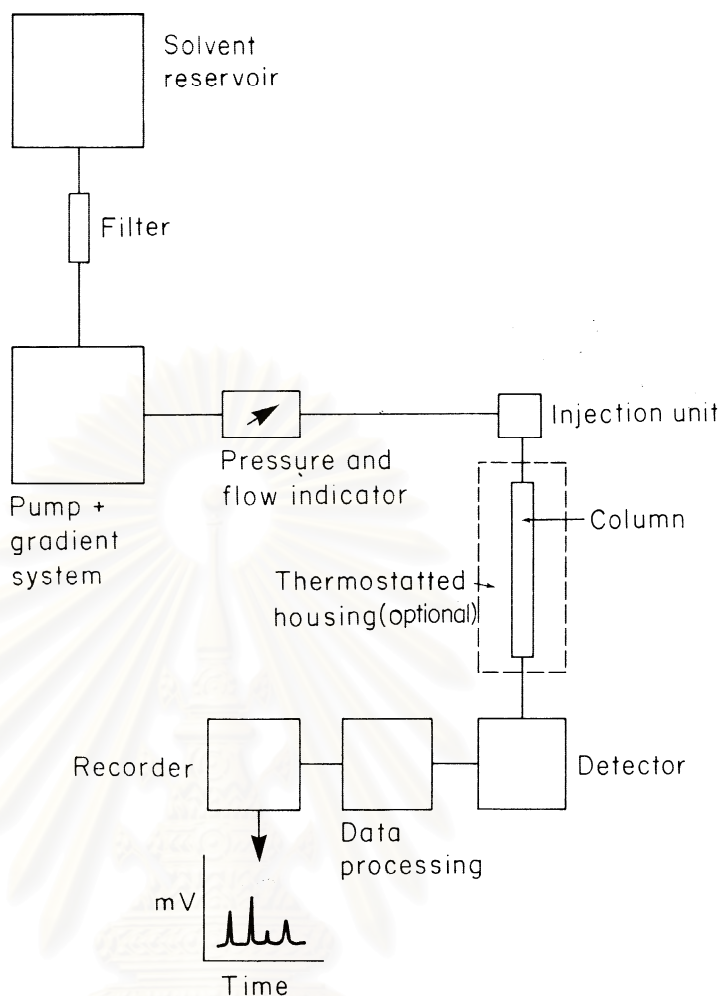 Solvent
reservoir
Filter
Pump +
gradient
system
Pressure and
flow indicator
Injection unit
Column
Thermostatted
housing(optional)
Detector
Data
processing
Recorder
mV
Time